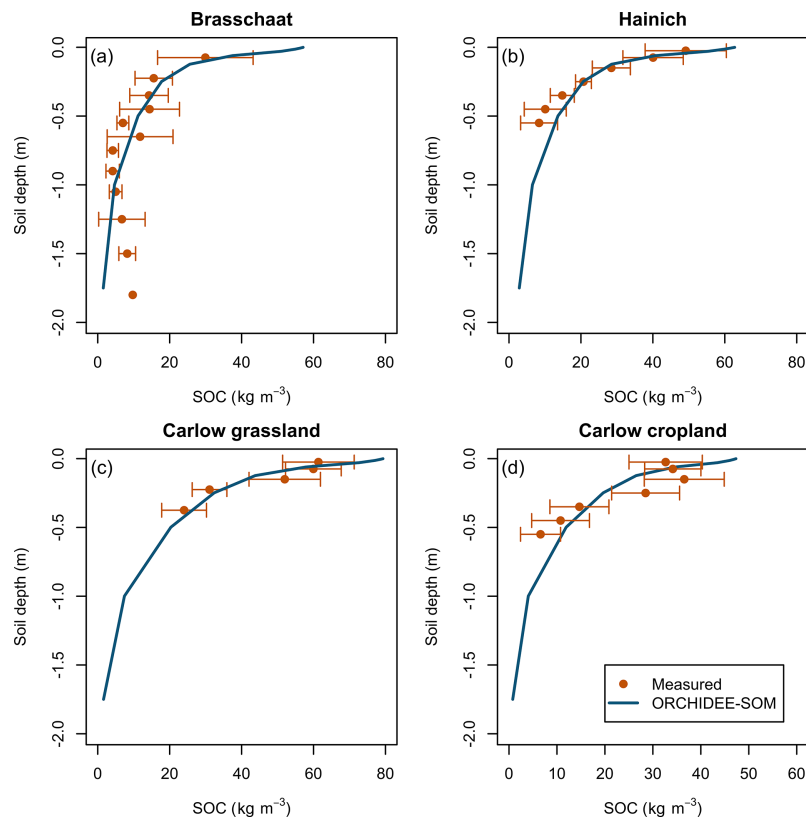 Brasschaat
(a)
0.0
-0.5
-1.0
-1.5
-2.0
Soil depth (m)
0 20 40 60 80
SOC (kg m⁻³)
Hainich
(b)
0.0
-0.5
-1.0
-1.5
-2.0
Soil depth (m)
0 20 40 60 80
SOC (kg m⁻³)
Carlow grassland
(c)
0.0
-0.5
-1.0
-1.5
-2.0
Soil depth (m)
0 20 40 60 80
SOC (kg m⁻³)
Carlow cropland
(d)
0.0
-0.5
-1.0
-1.5
-2.0
Soil depth (m)
Measured
ORCHIDEE-SOM
0 10 20 30 40 50 60
SOC (kg m⁻³)